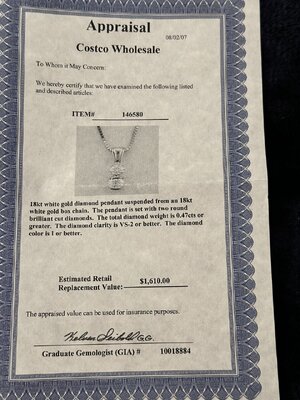 Appraisal
08/02/07
Costco Wholesale
To Whom it May Concern:
We hereby certify that we have examined the following listed
and described articles.
ITEM# 146580
18kt white gold diamond pendant suspended from an 18kt
white gold box chain. The pendant is set with two round
brilliant cut diamonds. The total diamond weight is 0.47cts or
greater. The diamond clarity is VS-2 or better. The diamond
color is I or better.
Estimated Retail
Replacement Value: $1,610.00
The appraised value can be used for insurance purposes.
G.G.
Graduate Gemologist (GIA) # 10018884